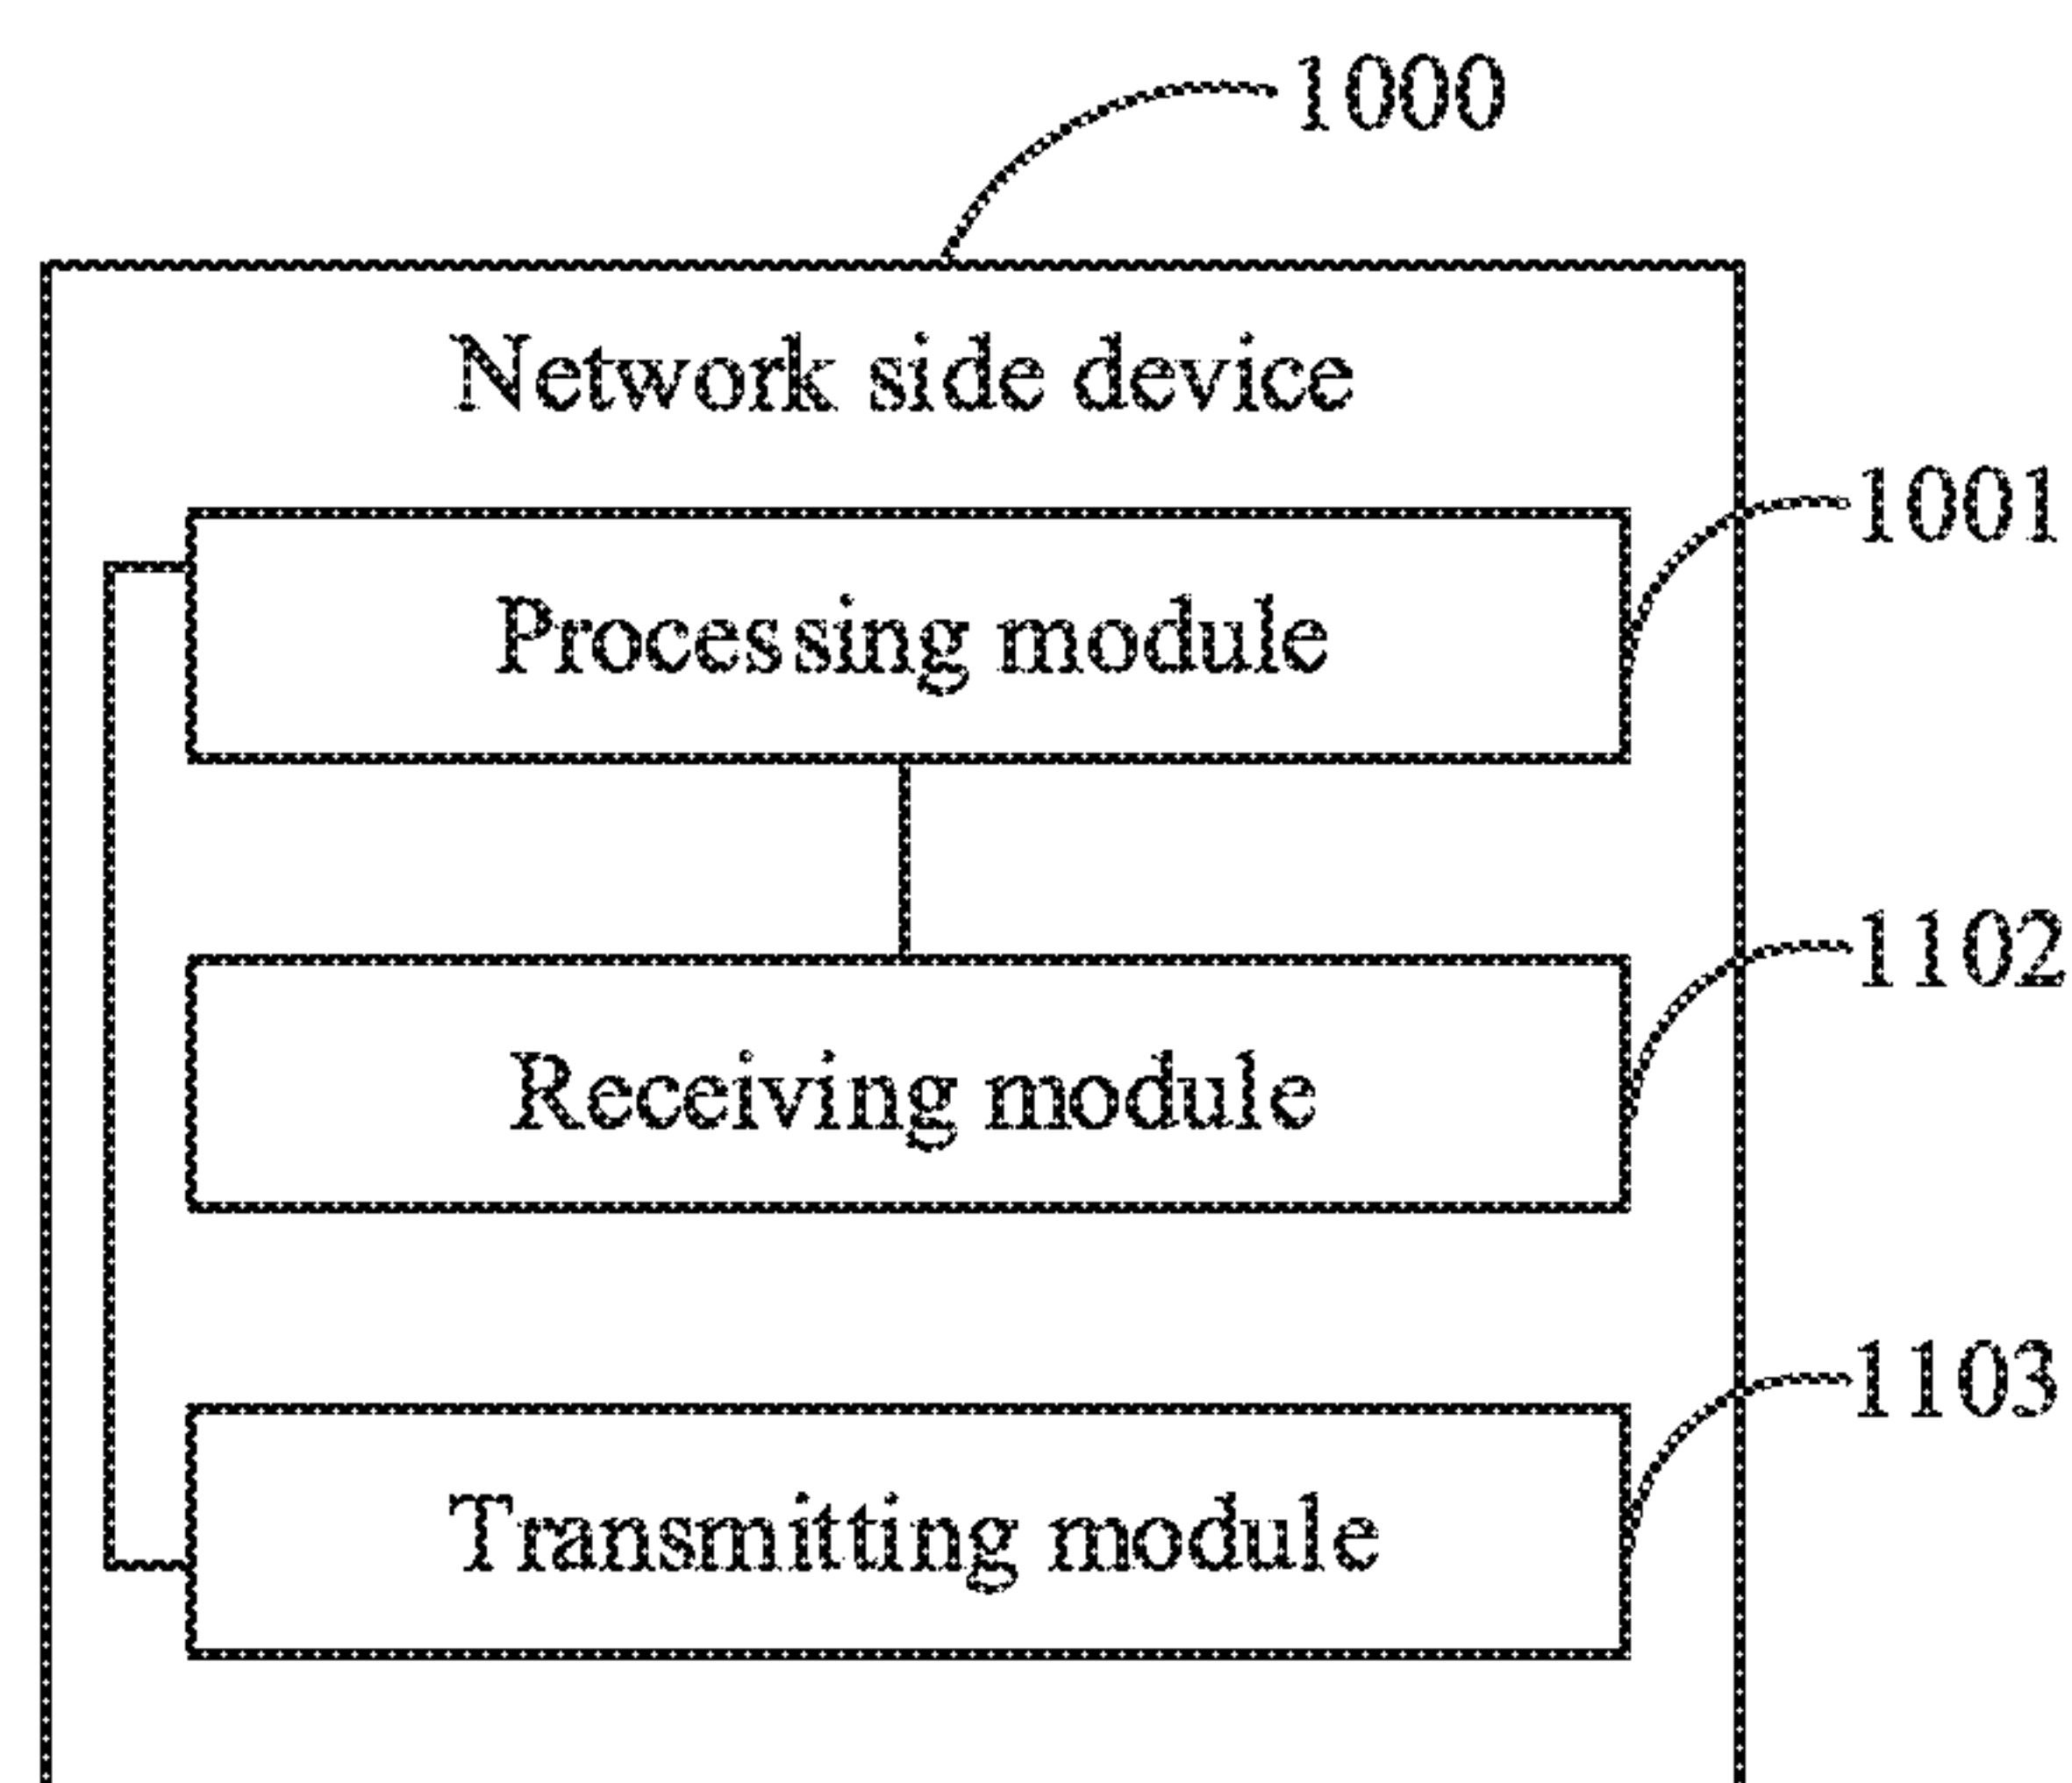 1000
Network side device
1001
Processing module
1102
Receiving module
1103
Transmitting module